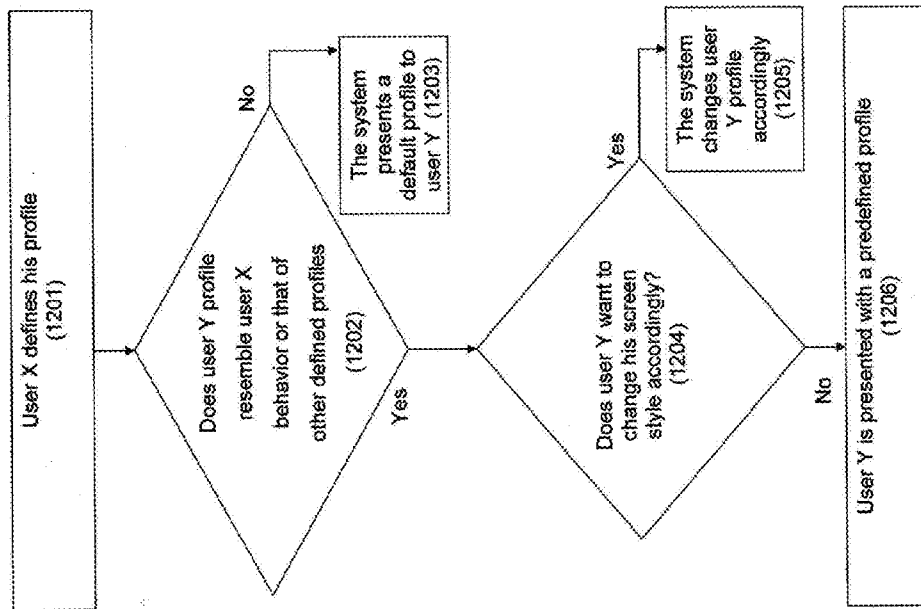 User X defines his profile
(1201)
Does user Y profile
resemble user X
behavior or that of
other defined profiles
(1202)
No
The system
presents a
default profile to
user Y (1203)
Yes
Does user Y want to
change his screen
style accordingly?
(1204)
Yes
The system
changes user
Y profile
accordingly
(1205)
No
User Y is presented with a predefined profile
(1206)